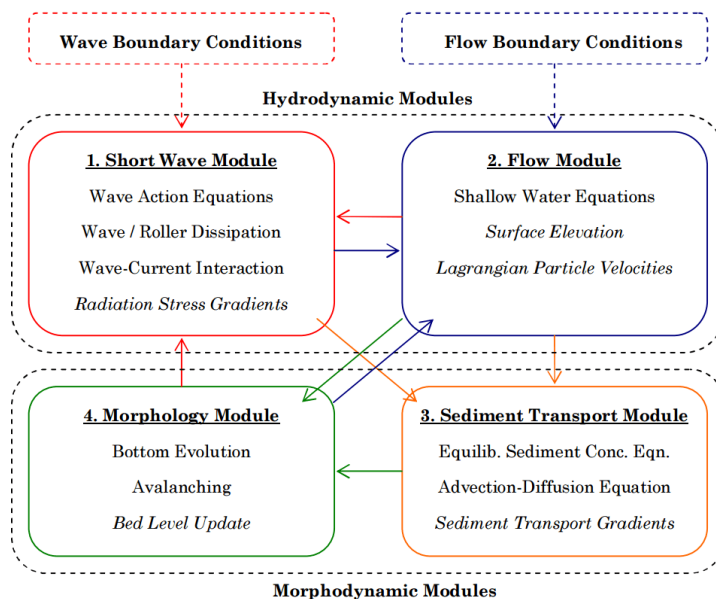 Wave Boundary Conditions
Flow Boundary Conditions
Hydrodynamic Modules
1. Short Wave Module
Wave Action Equations
Wave / Roller Dissipation
Wave-Current Interaction
Radiation Stress Gradients
2. Flow Module
Shallow Water Equations
Surface Elevation
Lagrangian Particle Velocities
4. Morphology Module
Bottom Evolution
Avalanching
Bed Level Update
3. Sediment Transport Module
Equilib. Sediment Conc. Eqn.
Advection-Diffusion Equation
Sediment Transport Gradients
Morphodynamic Modules